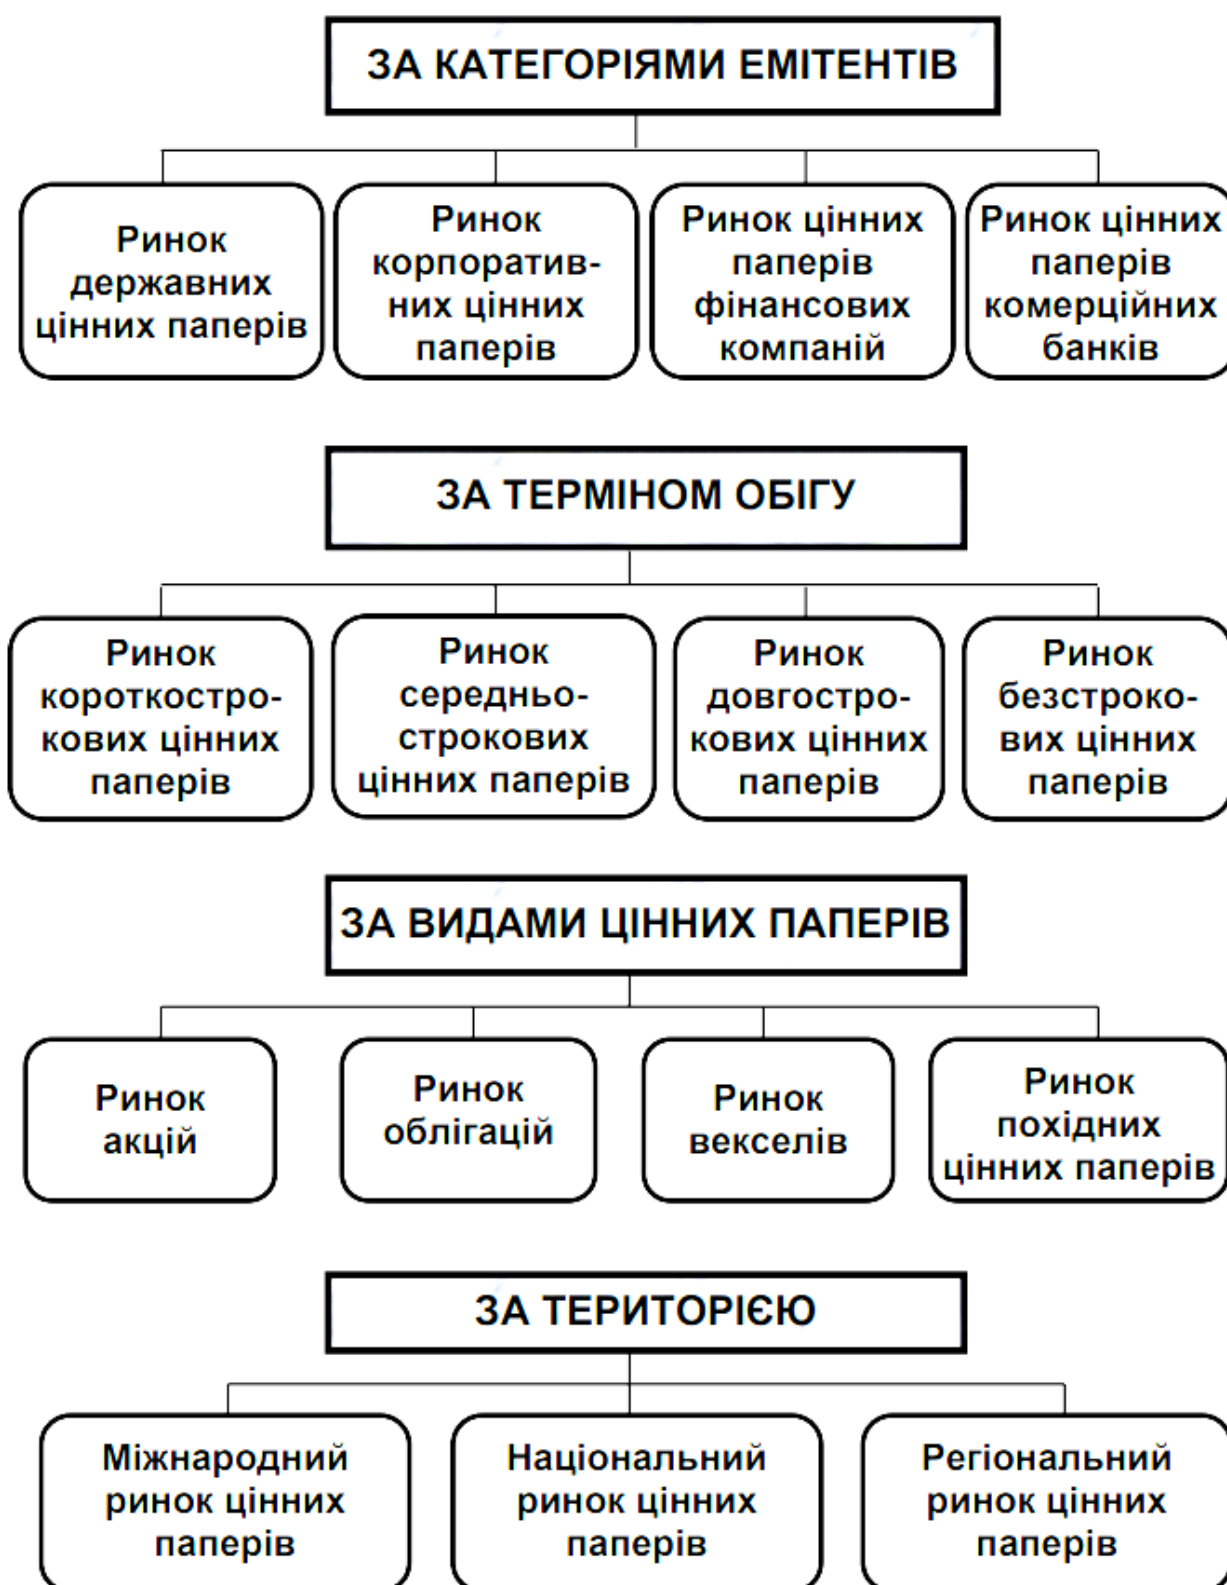 ЗА КАТЕГОРІЯМИ ЕМІТЕНТІВ
Ринок
державних
цінних паперів
Ринок
корпоратив-
них цінних
паперів
Ринок цінних
паперів
фінансових
компаній
Ринок цінних
паперів
комерційних
банків
ЗА ТЕРМІНОМ ОБІГУ
Ринок
короткостро-
кових цінних
паперів
Ринок
середньо-
строкових
цінних паперів
Ринок
довгостро-
кових цінних
паперів
Ринок
безстроко-
вих цінних
паперів
ЗА ВИДАМИ ЦІННИХ ПАПЕРІВ
Ринок
акцій
Ринок
облігацій
Ринок
векселів
Ринок
похідних
цінних паперів
ЗА ТЕРИТОРІЄЮ
Міжнародний
ринок цінних
паперів
Національний
ринок цінних
паперів
Регіональний
ринок цінних
паперів